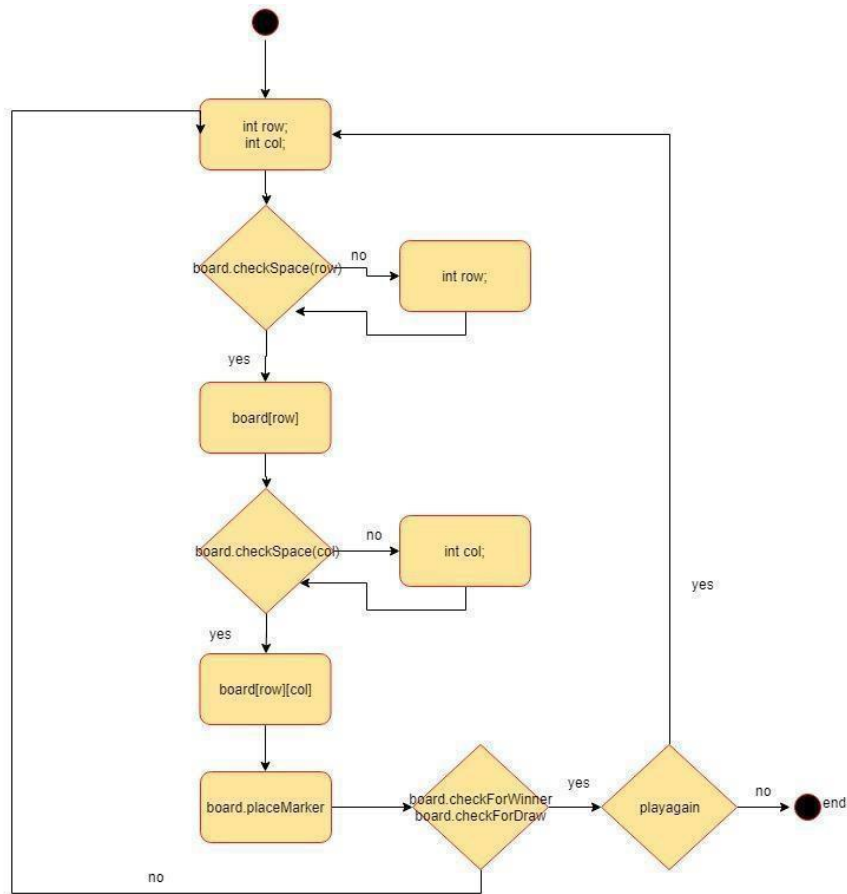 int row;
int col;
board.checkSpace(row)
no
int row;
yes
board[row]
board.checkSpace(col)
no
int col;
yes
yes
board[row][col]
board.placeMarker
board.checkForWinner
board.checkForDraw
yes
playagain
no
end
no